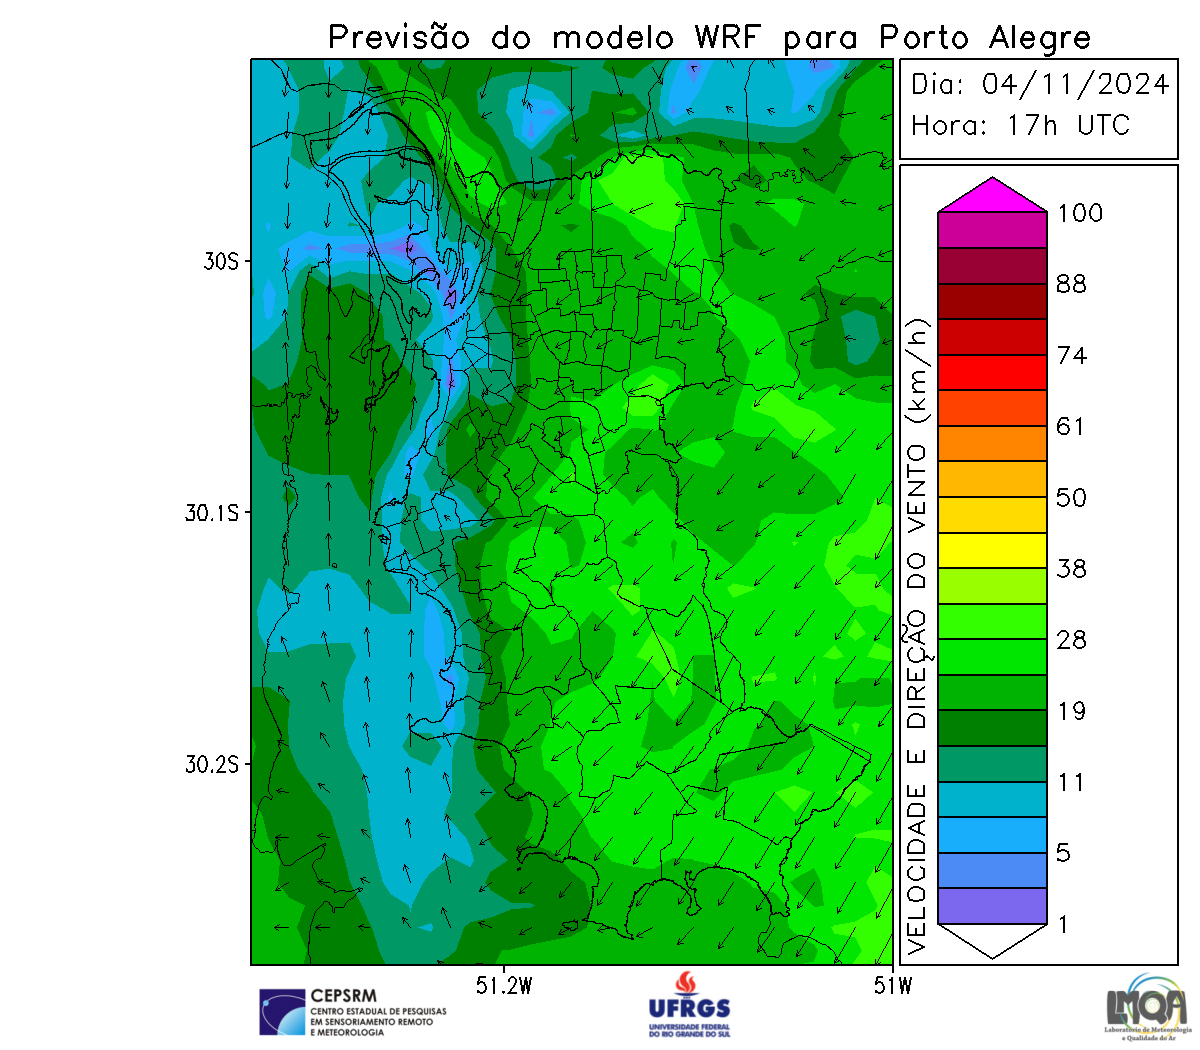 Previsão do modelo WRF para Porto Alegre
Dia: 04/11/2024
Hora: 17h UTC
30S
30.1S
30.2S
51.2W
51W
VELOCIDADE E DIREÇÃO DO VENTO (km/h)
100
88
74
61
50
38
28
19
11
5
1
CEPSRM
CENTRO ESTADUAL DE PESQUISAS
EM SENSORIAMENTO REMOTO
E METEOROLOGIA
UFRGS
UNIVERSIDADE FEDERAL
DO RIO GRANDE DO SUL
LMQA
Laboratório de Meteorologia
e Qualidade do Ar